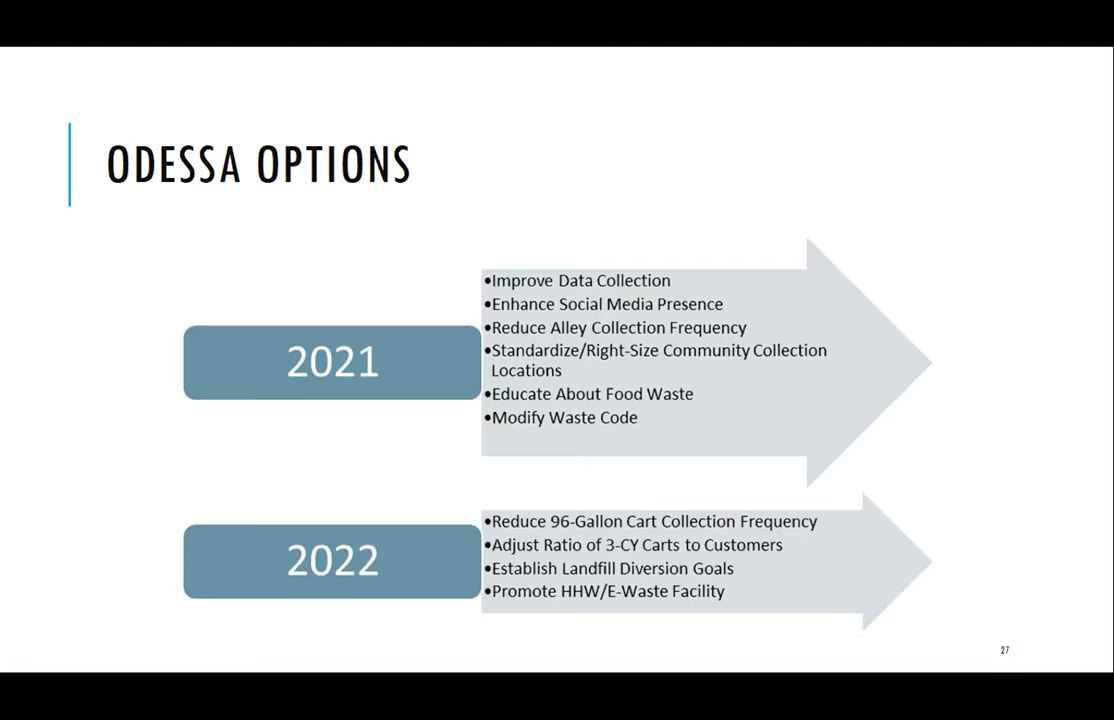 ODESSA OPTIONS
2021
•Improve Data Collection
•Enhance Social Media Presence
•Reduce Alley Collection Frequency
•Standardize/Right-Size Community Collection
Locations
•Educate About Food Waste
•Modify Waste Code
2022
•Reduce 96-Gallon Cart Collection Frequency
•Adjust Ratio of 3-CY Carts to Customers
•Establish Landfill Diversion Goals
•Promote HHW/E-Waste Facility
27